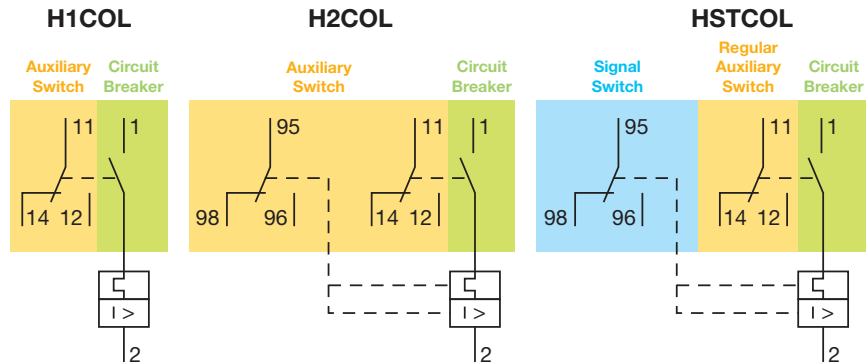 H1COL
H2COL
HSTCOL
Auxiliary
Switch
Circuit
Breaker
Auxiliary
Switch
Circuit
Breaker
Signal
Switch
Regular
Auxiliary
Switch
Circuit
Breaker
11
1
14
12
I >
2
95
98
96
11
1
14
12
I >
2
95
98
96
11
1
14
12
I >
2